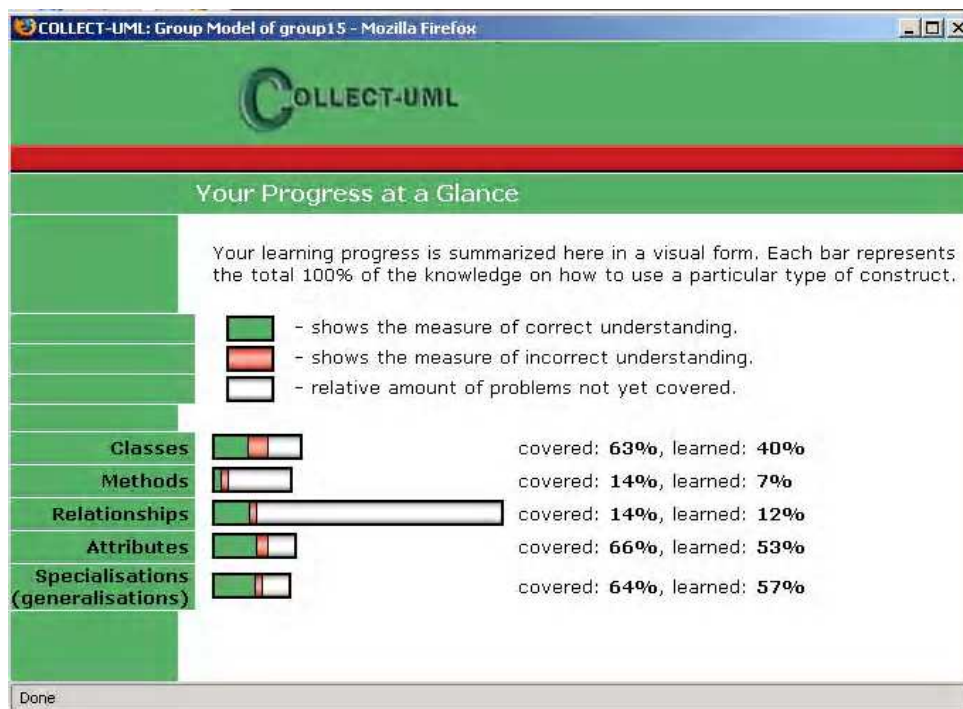 COLLECT-UML: Group Model of group15 - Mozilla Firefox
COLLECT-UML
Your Progress at a Glance
Your learning progress is summarized here in a visual form. Each bar represents
the total 100% of the knowledge on how to use a particular type of construct.
- shows the measure of correct understanding.
- shows the measure of incorrect understanding.
- relative amount of problems not yet covered.
Classes covered: 63%, learned: 40%
Methods covered: 14%, learned: 7%
Relationships covered: 14%, learned: 12%
Attributes covered: 66%, learned: 53%
Specialisations
(generalisations) covered: 64%, learned: 57%
Done